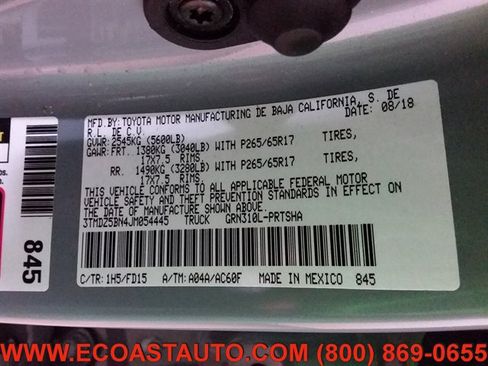 MFD.BY:TOYOTA MOTOR MANUFACTURING DE BAJA CALIFORNIA, S. DE
R.L. DE C.V. 08/18
GVWR: 2545KG (5600LB)
GAWR: FRT. 1380KG (3040LB) WITH P265/65R17 TIRES,
17X7.5 RIMS,
RR. 1490KG (3280LB) WITH P265/65R17 TIRES,
17X7.5 RIMS.
THIS VEHICLE CONFORMS TO ALL APPLICABLE FEDERAL MOTOR
VEHICLE SAFETY AND THEFT PREVENTION STANDARDS IN EFFECT ON
THE DATE OF MANUFACTURE SHOWN ABOVE.
3TMDZ5BN4JM054445 TRUCK GRN310L-PRTSHA
C/TR: 1H5/FD15 A/TM: A04A/AC60F MADE IN MEXICO 845
845
WWW.ECOASTAUTO.COM (800) 869-0655